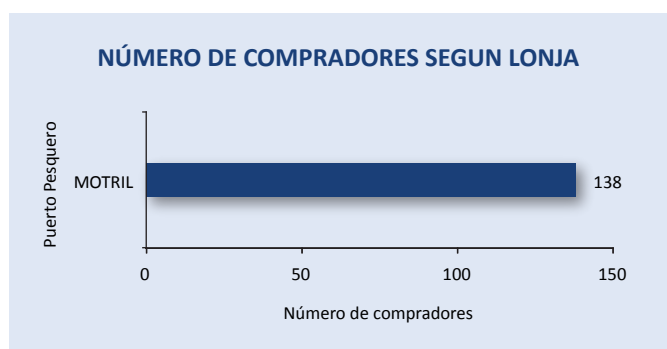 NÚMERO DE COMPRADORES SEGUN LONJA
Puerto Pesquero
MOTRIL
138
0 50 100 150
Número de compradores